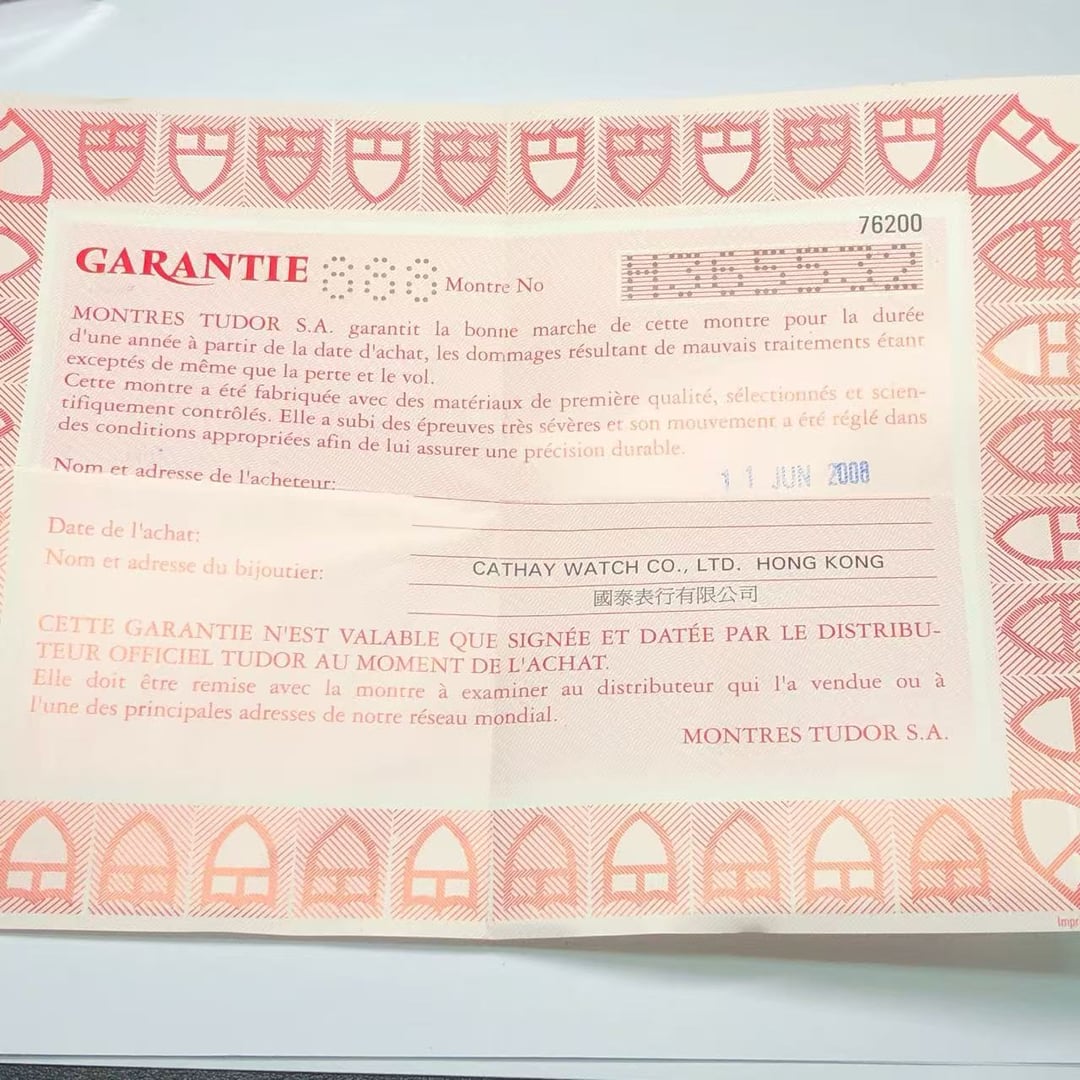 76200
GARANTIE 888 Montre No
MONTRES TUDOR S.A. garantit la bonne marche de cette montre pour la durée
d'une année à partir de la date d'achat, les dommages résultant de mauvais traitements étant
exceptés de même que la perte et le vol.
Cette montre a été fabriquée avec des matériaux de première qualité, sélectionnés et scien-
tifiquement contrôlés. Elle a subi des épreuves très sévères et son mouvement a été réglé dans
des conditions appropriées afin de lui assurer une précision durable.
Nom et adresse de l'acheteur:
11 JUN 2008
Date de l'achat:
Nom et adresse du bijoutier:
CATHAY WATCH CO., LTD. HONG KONG
國泰表行有限公司
CETTE GARANTIE N'EST VALABLE QUE SIGNÉE ET DATÉE PAR LE DISTRIBU-
TEUR OFFICIEL TUDOR AU MOMENT DE L'ACHAT.
Elle doit être remise avec la montre à examiner au distributeur qui l'a vendue ou à
l'une des principales adresses de notre réseau mondial.
MONTRES TUDOR S.A.